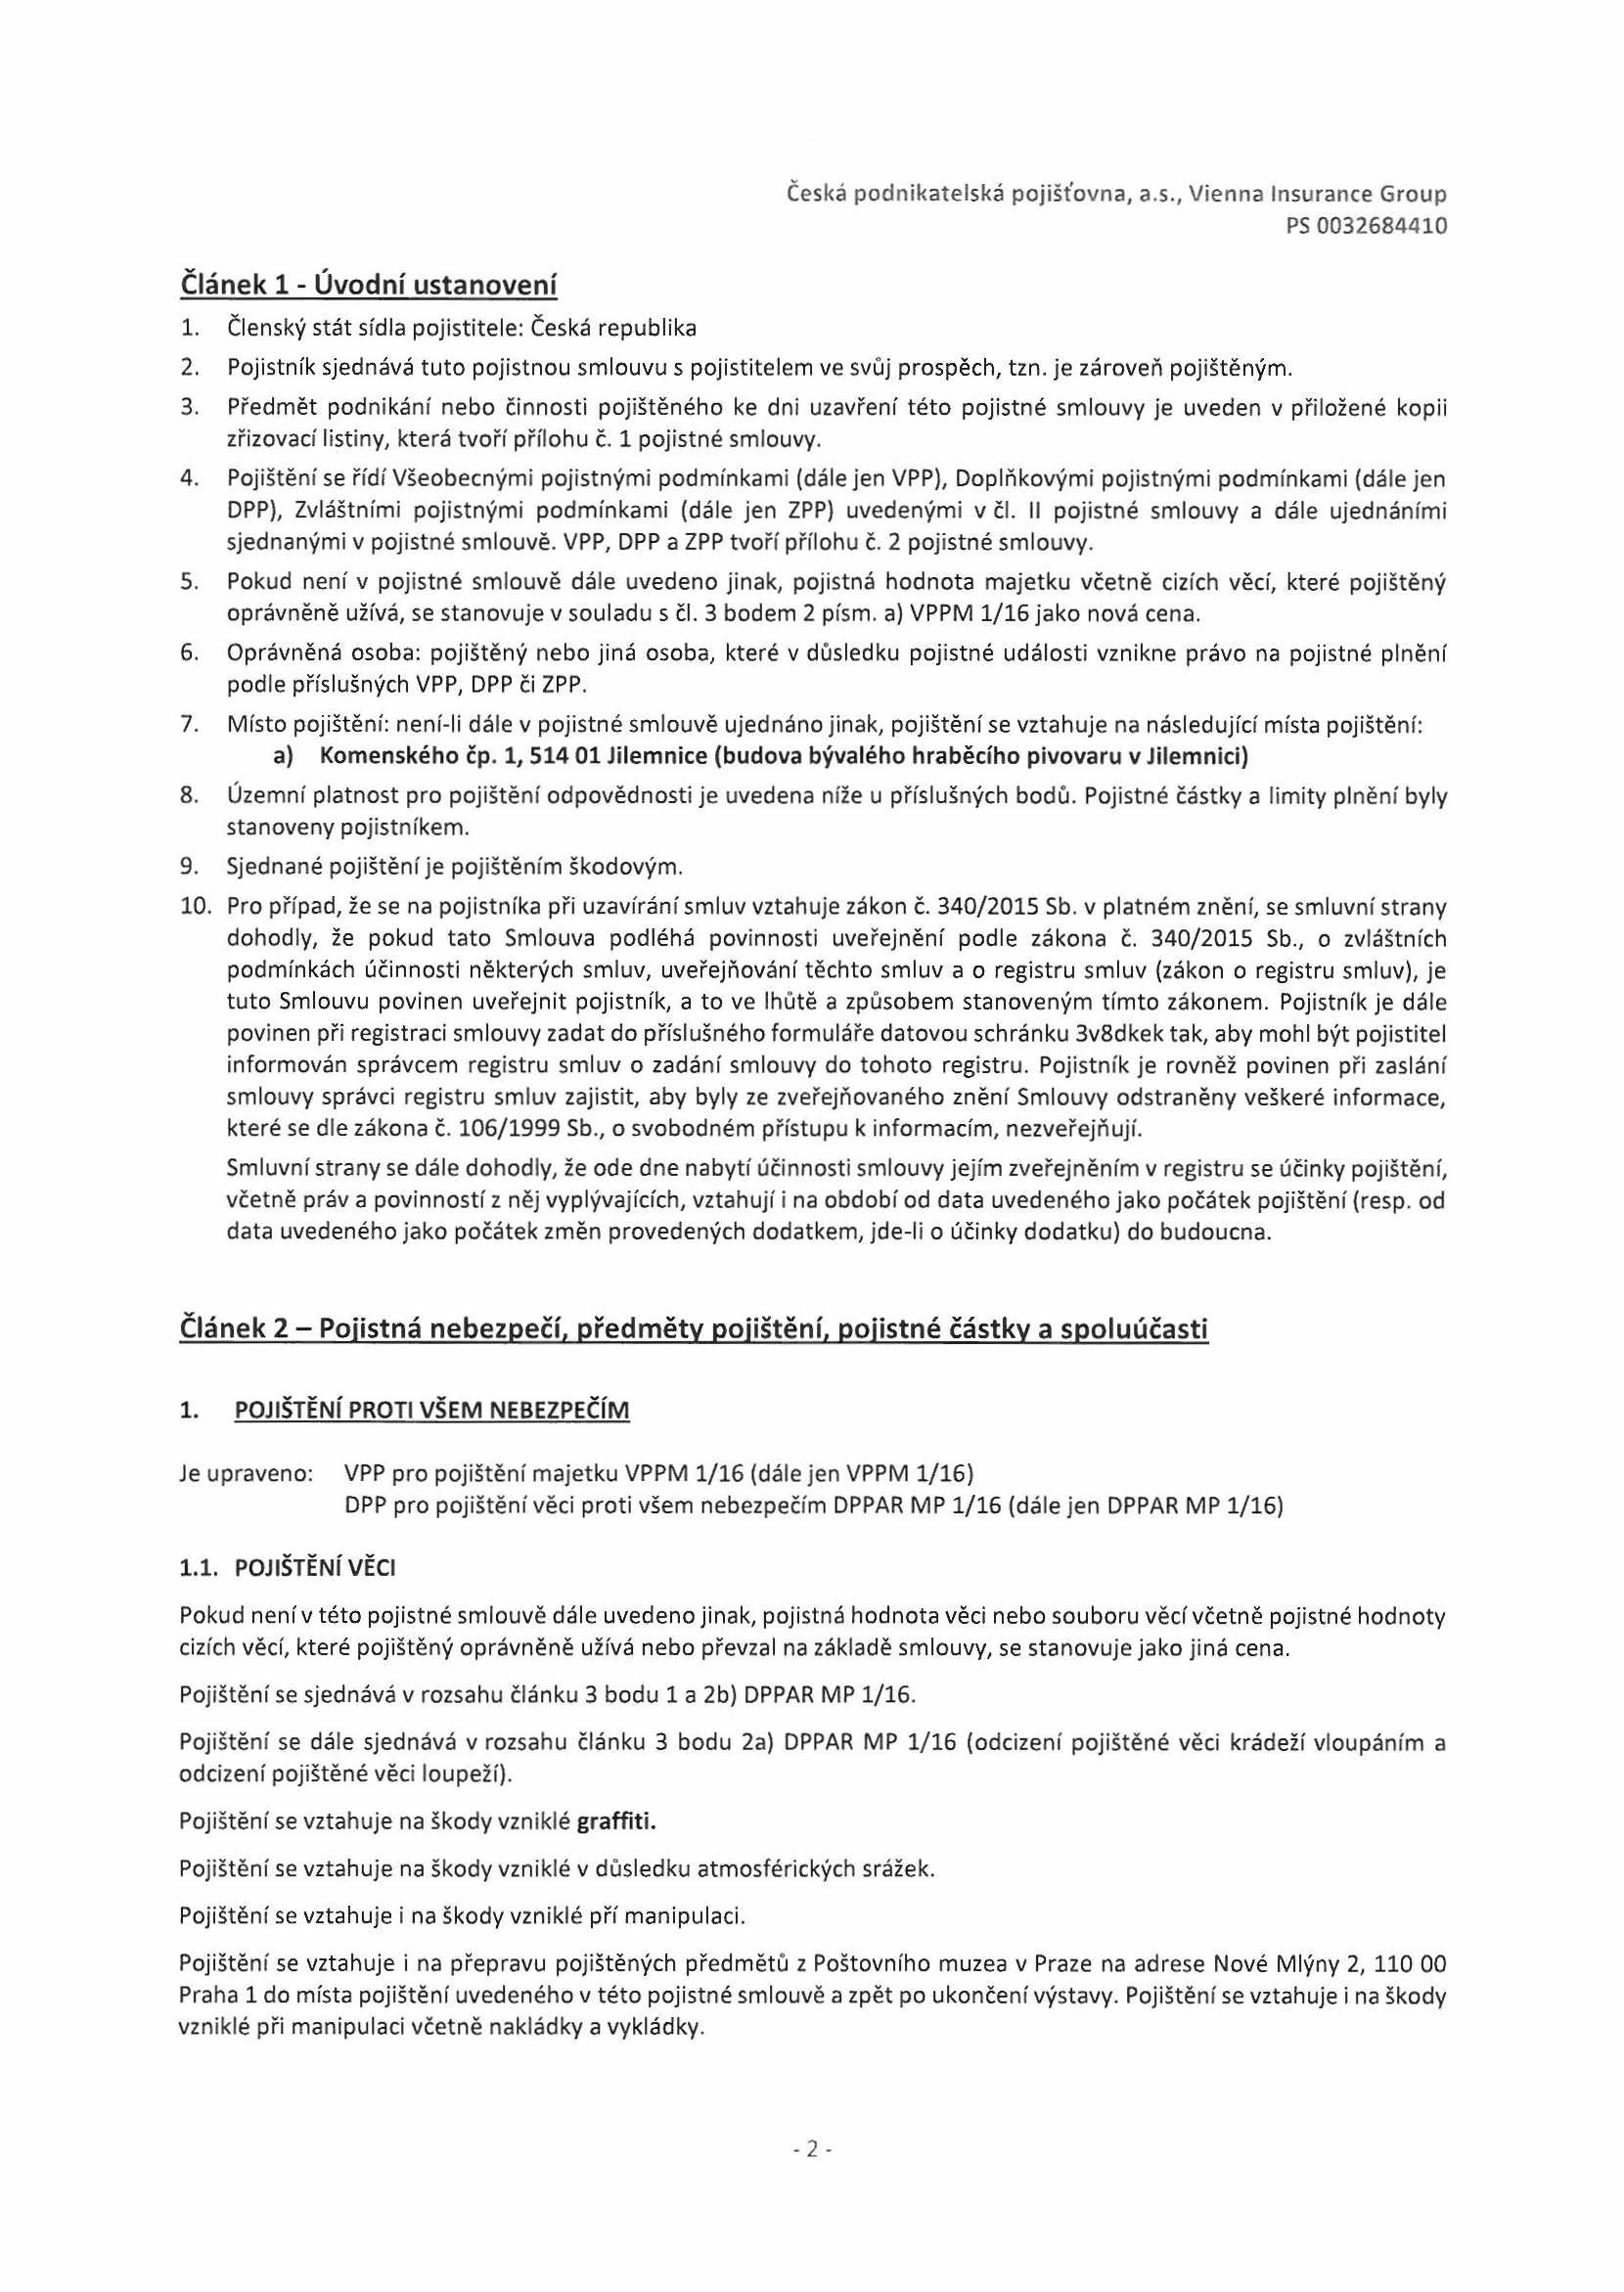 Česká podnikatelská pojišťovna, a.s., Vienna Insurance Group
PS 0032684410
Článek 1 - Úvodní ustanovení
1. Členský stát sídla pojistitele: Česká republika
2. Pojistník sjednává tuto pojistnou smlouvu s pojistitelem ve svůj prospěch, tzn. je zároveň pojištěným.
3. Předmět podnikání nebo činnosti pojištěného ke dni uzavření této pojistné smlouvy je uveden v přiložené kopii
zřizovací listiny, která tvoří přílohu č. 1 pojistné smlouvy.
4. Pojištění se řídí Všeobecnými pojistnými podmínkami (dále jen VPP), Doplňkovými pojistnými podmínkami (dále jen
DPP), Zvláštními pojistnými podmínkami (dále jen ZPP) uvedenými v čl. II pojistné smlouvy a dále ujednáními
sjednanými v pojistné smlouvě. VPP, DPP a ZPP tvoří přílohu č. 2 pojistné smlouvy.
5. Pokud není v pojistné smlouvě dále uvedeno jinak, pojistná hodnota majetku včetně cizích věcí, které pojištěný
oprávněně užívá, se stanovuje v souladu s čl. 3 bodem 2 písm. a) VPPM 1/16 jako nová cena.
6. Oprávněná osoba: pojištěný nebo jiná osoba, které v důsledku pojistné události vznikne právo na pojistné plnění
podle příslušných VPP, DPP či ZPP.
7. Místo pojištění: není-li dále v pojistné smlouvě ujednáno jinak, pojištění se vztahuje na následující místa pojištění:
a) Komenského čp. 1, 514 01 Jilemnice (budova bývalého hraběcího pivovaru v Jilemnici)
8. Územní platnost pro pojištění odpovědnosti je uvedena níže u příslušných bodů. Pojistné částky a limity plnění byly
stanoveny pojistníkem.
9. Sjednané pojištění je pojištěním škodovým.
10. Pro případ, že se na pojistníka při uzavírání smluv vztahuje zákon č. 340/2015 Sb. v platném znění, se smluvní strany
dohodly, že pokud tato Smlouva podléhá povinnosti uveřejnění podle zákona č. 340/2015 Sb., o zvláštních
podmínkách účinnosti některých smluv, uveřejňování těchto smluv a o registru smluv (zákon o registru smluv), je
tuto Smlouvu povinen uveřejnit pojistník, a to ve lhůtě a způsobem stanoveným tímto zákonem. Pojistník je dále
povinen při registraci smlouvy zadat do příslušného formuláře datovou schránku 3v8dkek tak, aby mohl být pojistitel
informován správcem registru smluv o zadání smlouvy do tohoto registru. Pojistník je rovněž povinen při zaslání
smlouvy správci registru smluv zajistit, aby byly ze zveřejňovaného znění Smlouvy odstraněny veškeré informace,
které se dle zákona č. 106/1999 Sb., o svobodném přístupu k informacím, nezveřejňují.
Smluvní strany se dále dohodly, že ode dne nabytí účinnosti smlouvy jejím zveřejněním v registru se účinky pojištění,
včetně práv a povinností z něj vyplývajících, vztahují i na období od data uvedeného jako počátek pojištění (resp. od
data uvedeného jako počátek změn provedených dodatkem, jde-li o účinky dodatku) do budoucna.
Článek 2 – Pojistná nebezpečí, předměty pojištění, pojistné částky a spoluúčasti
1. POJIŠTĚNÍ PROTI VŠEM NEBEZPEČÍM
Je upraveno: VPP pro pojištění majetku VPPM 1/16 (dále jen VPPM 1/16)
DPP pro pojištění věci proti všem nebezpečím DPPAR MP 1/16 (dále jen DPPAR MP 1/16)
1.1. POJIŠTĚNÍ VĚCI
Pokud není v této pojistné smlouvě dále uvedeno jinak, pojistná hodnota věci nebo souboru věcí včetně pojistné hodnoty
cizích věcí, které pojištěný oprávněně užívá nebo převzal na základě smlouvy, se stanovuje jako jiná cena.
Pojištění se sjednává v rozsahu článku 3 bodu 1 a 2b) DPPAR MP 1/16.
Pojištění se dále sjednává v rozsahu článku 3 bodu 2a) DPPAR MP 1/16 (odcizení pojištěné věci krádeží vloupáním a
odcizení pojištěné věci loupeží).
Pojištění se vztahuje na škody vzniklé graffiti.
Pojištění se vztahuje na škody vzniklé v důsledku atmosférických srážek.
Pojištění se vztahuje i na škody vzniklé pří manipulaci.
Pojištění se vztahuje i na přepravu pojištěných předmětů z Poštovního muzea v Praze na adrese Nové Mlýny 2, 110 00
Praha 1 do místa pojištění uvedeného v této pojistné smlouvě a zpět po ukončení výstavy. Pojištění se vztahuje i na škody
vzniklé při manipulaci včetně nakládky a vykládky.
- 2 -